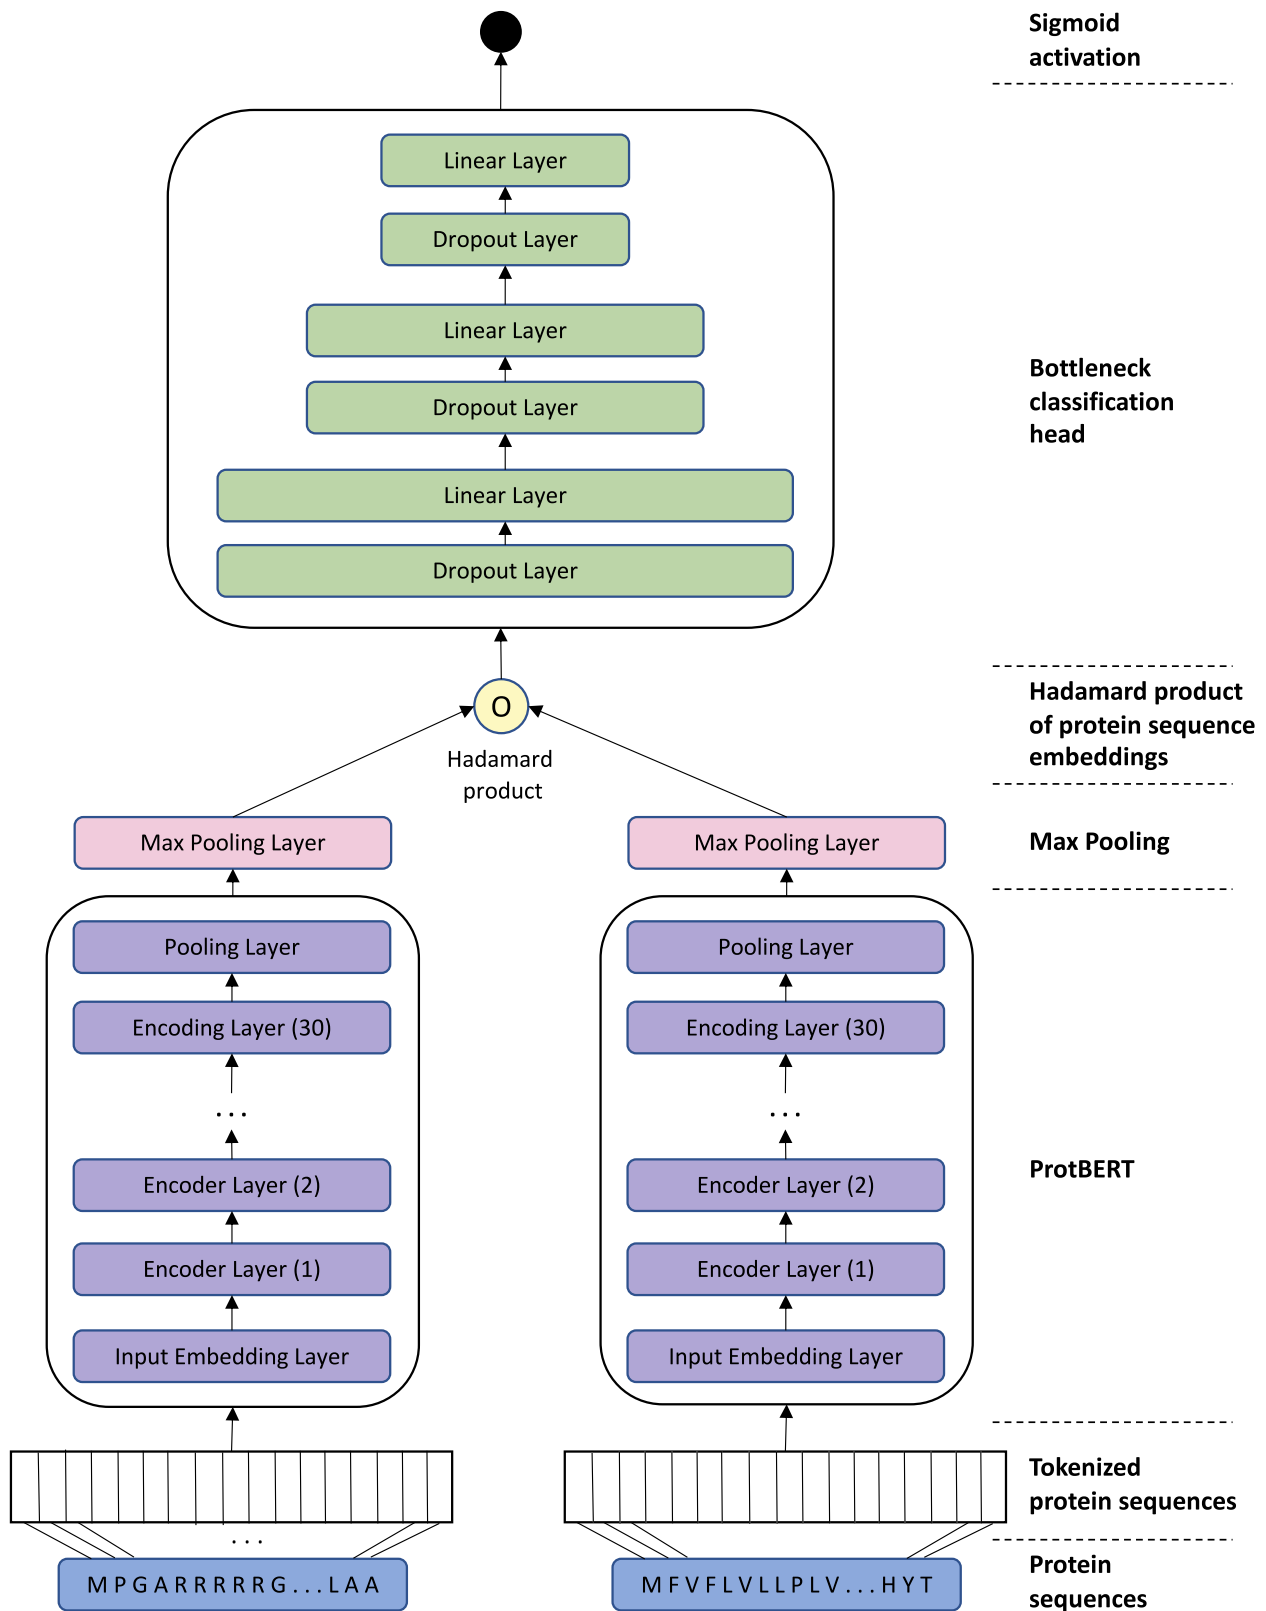 Sigmoid
activation
Linear Layer
Dropout Layer
Linear Layer
Dropout Layer
Linear Layer
Dropout Layer
Bottleneck
classification
head
O
Hadamard
product
Hadamard product
of protein sequence
embeddings
Max Pooling Layer
Max Pooling Layer
Max Pooling
Pooling Layer
Encoding Layer (30)
...
Encoder Layer (2)
Encoder Layer (1)
Input Embedding Layer
Pooling Layer
Encoding Layer (30)
...
Encoder Layer (2)
Encoder Layer (1)
Input Embedding Layer
ProtBERT
Tokenized
protein sequences
...
M P G A R R R R R G . . . L A A
M F V F L V L L P L V . . . H Y T
Protein
sequences